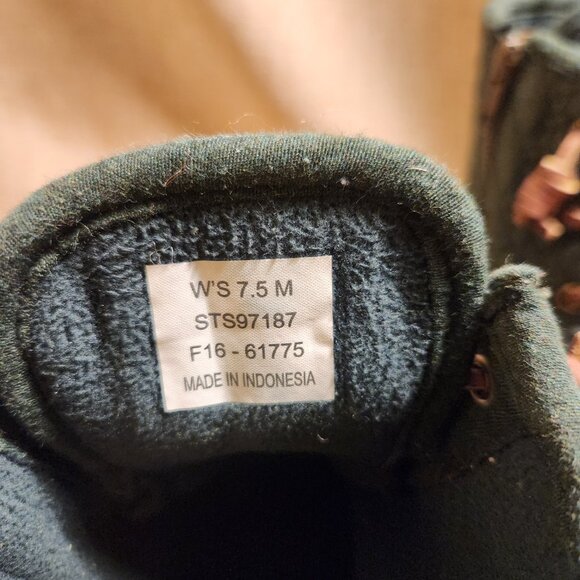 W'S 7.5 M
STS97187
F16 - 61775
MADE IN INDONESIA